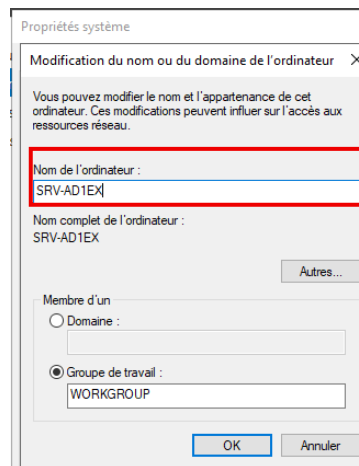 Propriétés système
Modification du nom ou du domaine de l'ordinateur
Vous pouvez modifier le nom et l'appartenance de cet
ordinateur. Ces modifications peuvent influer sur l'accès aux
ressources réseau.
Nom de l'ordinateur :
SRV-AD1EX
Nom complet de l'ordinateur :
SRV-AD1EX
Autres...
Membre d'un
Domaine :
Groupe de travail :
WORKGROUP
OK
Annuler